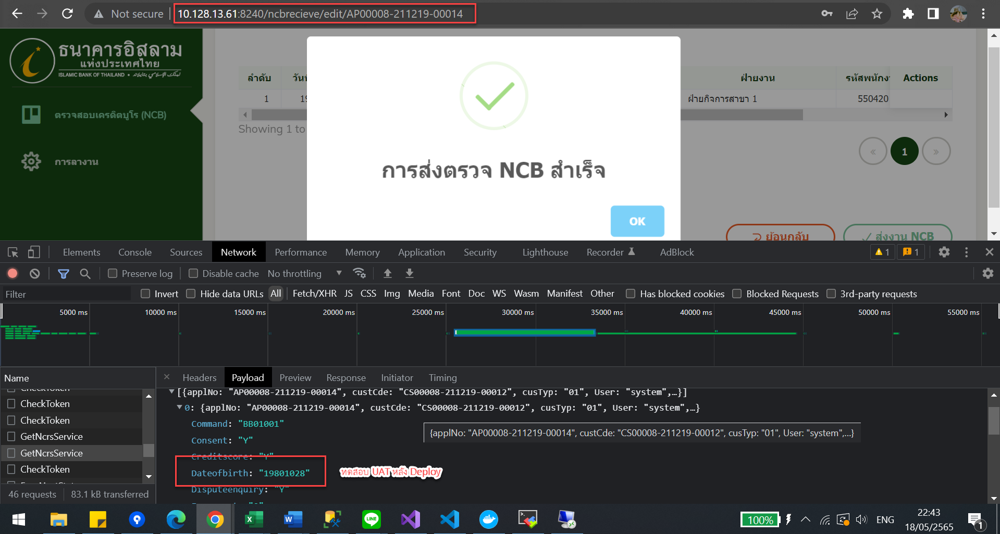 Not secure
10.128.13.61:8240/ncbrecieve/edit/AP00008-211219-00014
ธนาคารอิสลาม
แห่งประเทศไทย
ISLAMIC BANK OF THAILAND •
ตรวจสอบเครดิตบูโร (NCB)
การลางาน
ลำดับ
ฝ่ายงาน
Actions
1
ฝ่ายกิจการสาขา 1
550420
Showing 1 to
«
1
»
การส่งตรวจ NCB สำเร็จ
OK
ย้อนกลับ
ส่งงาน NCB
Elements
Console
Sources
Network
Performance
Memory
Application
Security
Lighthouse
Recorder
AdBlock
1
1
Preserve log
Disable cache
No throttling
Filter
Invert
Hide data URLs
All
Fetch/XHR
JS
CSS
Img
Media
Font
Doc
WS
Wasm
Manifest
Other
Has blocked cookies
Blocked Requests
3rd-party requests
5000 ms
10000 ms
15000 ms
20000 ms
25000 ms
30000 ms
35000 ms
40000 ms
45000 ms
50000 ms
55000 ms
Name
Headers
Payload
Preview
Response
Initiator
Timing
CheckToken
CheckToken
CheckToken
GetNcrsService
GetNcrsService
CheckToken
46 requests
83.1 kB transferred
[{applNo: "AP00008-211219-00014", custCde: "CS00008-211219-00012", cusTyp: "01", User: "system",…}]
0: {applNo: "AP00008-211219-00014", custCde: "CS00008-211219-00012", cusTyp: "01", User: "system",…}
Command: "BB01001"
{applNo: "AP00008-211219-00014", custCde: "CS00008-211219-00012", cusTyp: "01", User: "system",...}
Consent: "Y"
Creditscore: "Y"
Dateofbirth: "19801028"
ทดสอบ UAT หลัง Deploy
Disputeenquiry: "Y"
LINE
100%
ENG
22:43
18/05/2565
1